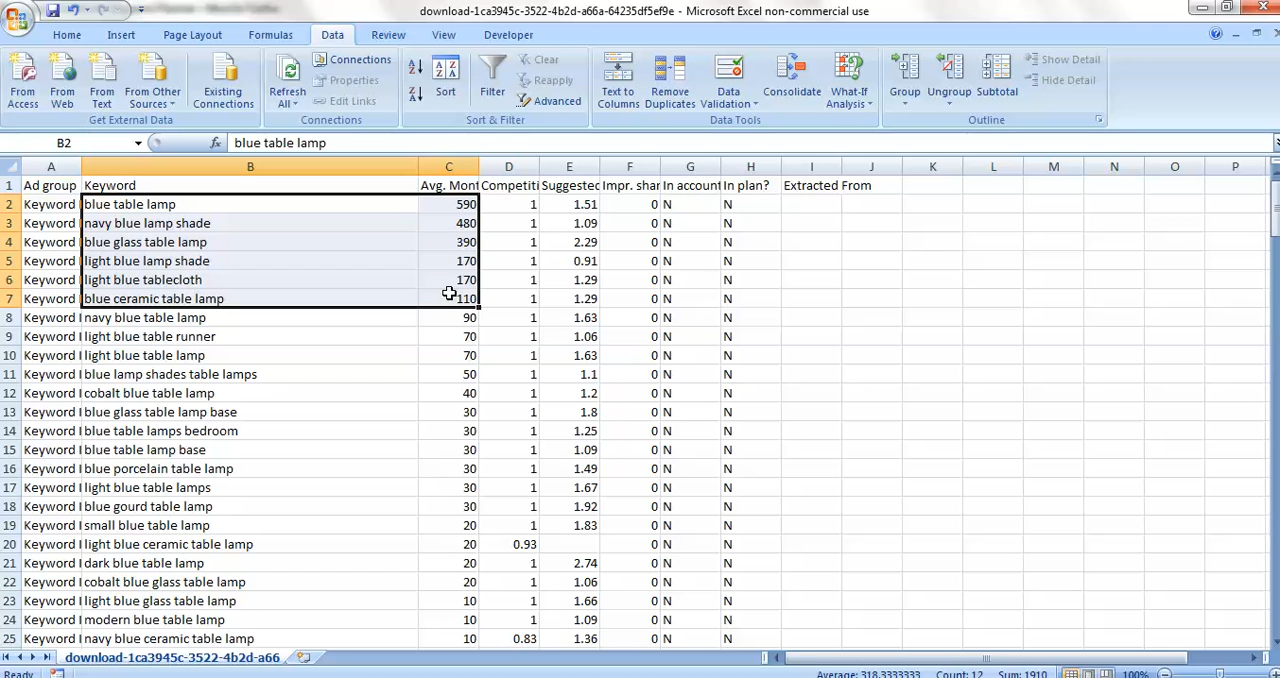 download-1ca3945c-3522-4b2d-a66a-64235df5ef9e - Microsoft Excel non-commercial use
Home Insert Page Layout Formulas Data Review View Developer
From Access From Web From Text From Other Sources Existing Connections Refresh All Connections Properties Edit Links Sort Filter Clear Reapply Advanced Text to Columns Remove Duplicates Data Validation Consolidate What-If Analysis Group Ungroup Subtotal Show Detail Hide Detail
Get External Data Connections Sort & Filter Data Tools Outline
B2 fx blue table lamp
A B C D E F G H I J K L M N O P
1 Ad group Keyword Avg. Mont Competiti Suggested Impr. shar In account In plan? Extracted From
2 Keyword blue table lamp 590 1 1.51 0 N N
3 Keyword navy blue lamp shade 480 1 1.09 0 N N
4 Keyword blue glass table lamp 390 1 2.29 0 N N
5 Keyword light blue lamp shade 170 1 0.91 0 N N
6 Keyword light blue tablecloth 170 1 1.29 0 N N
7 Keyword blue ceramic table lamp 110 1 1.29 0 N N
8 Keyword navy blue table lamp 90 1 1.63 0 N N
9 Keyword light blue table runner 70 1 1.06 0 N N
10 Keyword light blue table lamp 70 1 1.63 0 N N
11 Keyword blue lamp shades table lamps 50 1 1.1 0 N N
12 Keyword cobalt blue table lamp 40 1 1.2 0 N N
13 Keyword blue glass table lamp base 30 1 1.8 0 N N
14 Keyword blue table lamps bedroom 30 1 1.25 0 N N
15 Keyword blue table lamp base 30 1 1.09 0 N N
16 Keyword blue porcelain table lamp 30 1 1.49 0 N N
17 Keyword light blue table lamps 30 1 1.67 0 N N
18 Keyword blue gourd table lamp 30 1 1.92 0 N N
19 Keyword small blue table lamp 20 1 1.83 0 N N
20 Keyword light blue ceramic table lamp 20 0.93 0 N N
21 Keyword dark blue table lamp 20 1 2.74 0 N N
22 Keyword cobalt blue glass table lamp 20 1 1.06 0 N N
23 Keyword light blue glass table lamp 10 1 1.66 0 N N
24 Keyword modern blue table lamp 10 1 1.09 0 N N
25 Keyword navy blue ceramic table lamp 10 0.83 1.36 0 N N
download-1ca3945c-3522-4b2d-a66
Ready Average: 318.3333333 Count: 12 Sum: 1910 100%